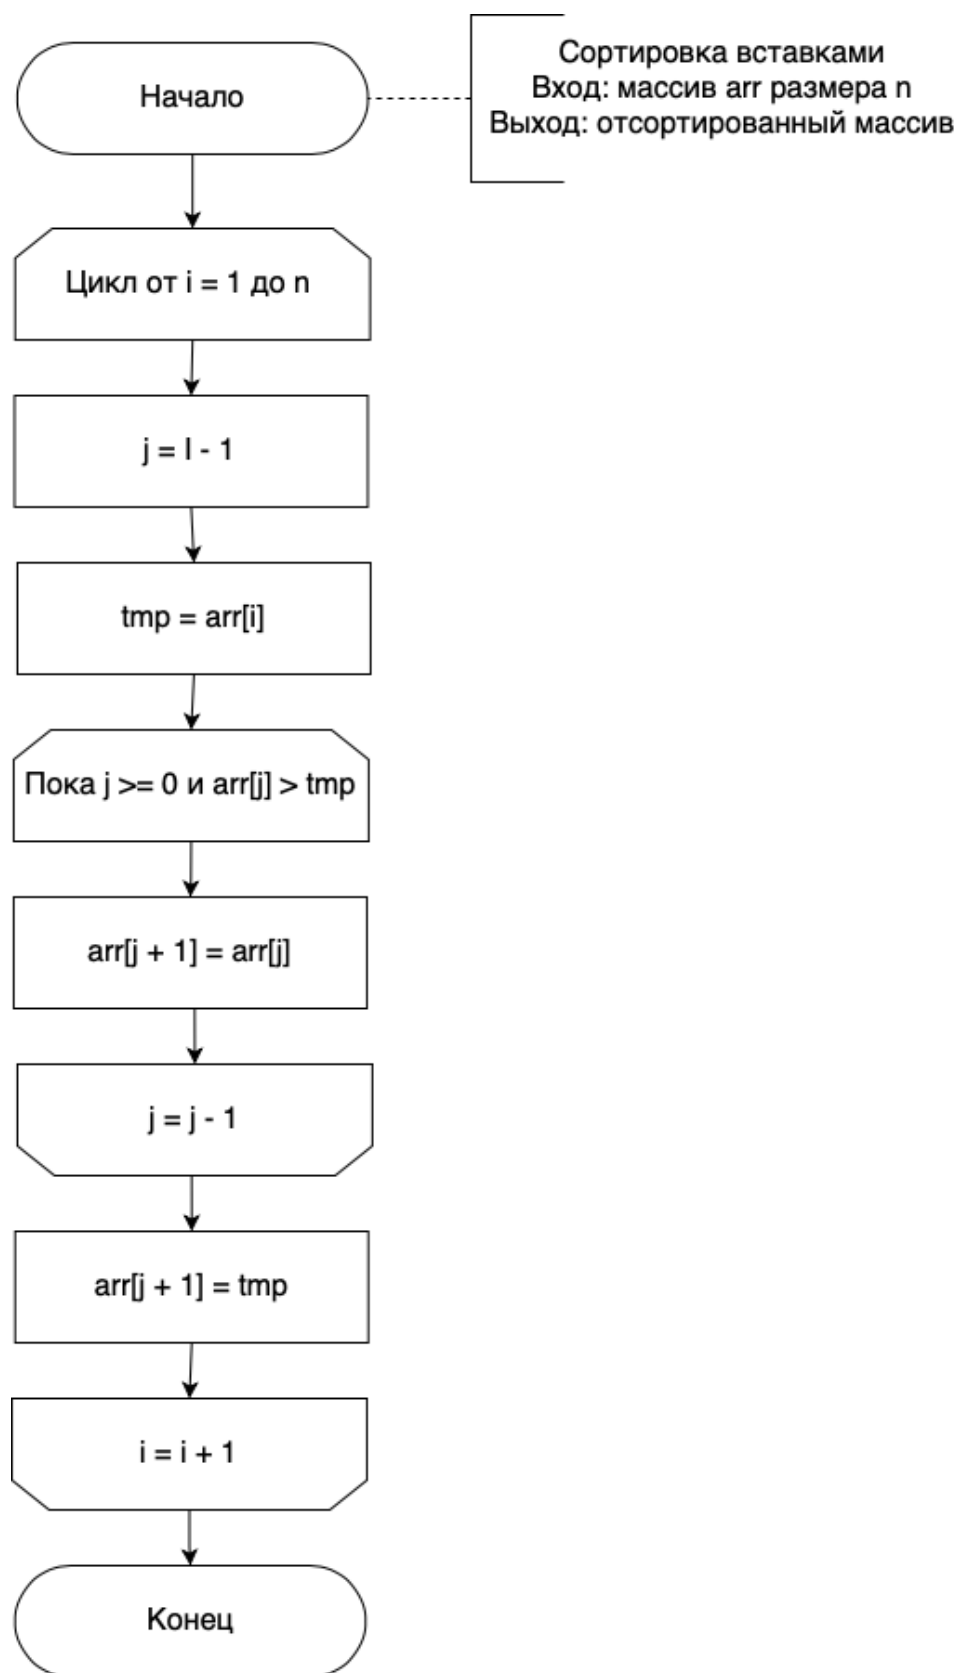 Начало
Сортировка вставками
Вход: массив arr размера n
Выход: отсортированный массив
Цикл от i = 1 до n
j = I - 1
tmp = arr[i]
Пока j >= 0 и arr[j] > tmp
arr[j + 1] = arr[j]
j = j - 1
arr[j + 1] = tmp
i = i + 1
Конец